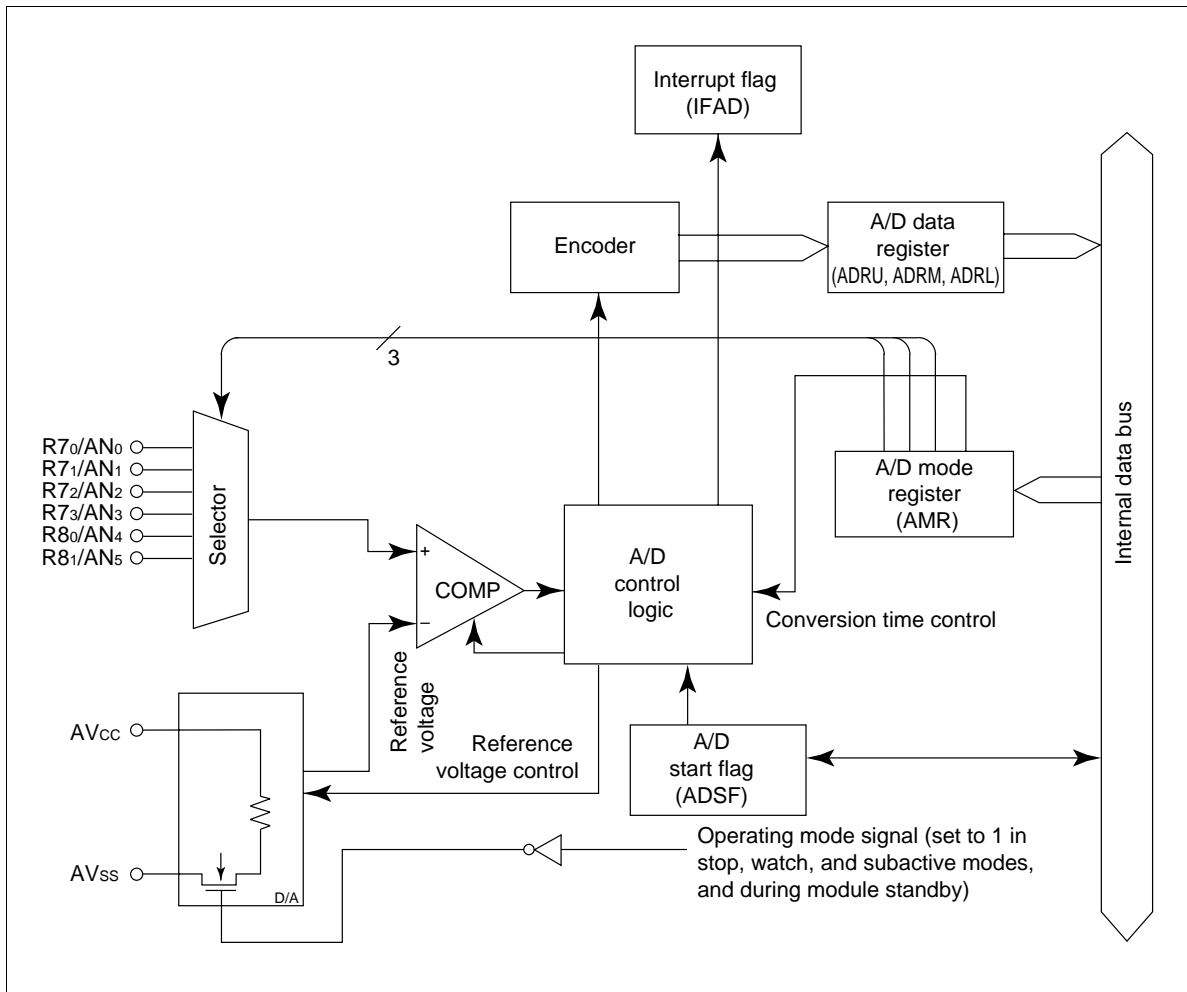 Interrupt flag
(IFAD)
Encoder
A/D data
register
(ADRU, ADRM, ADRL)
3
R70/AN0
R71/AN1
R72/AN2
R73/AN3
R80/AN4
R81/AN5
Selector
A/D mode
register
(AMR)
Internal data bus
+
COMP
−
A/D
control
logic
Conversion time control
Reference
voltage
AVCC
Reference
voltage control
A/D
start flag
(ADSF)
AVSS
D/A
Operating mode signal (set to 1 in
stop, watch, and subactive modes,
and during module standby)